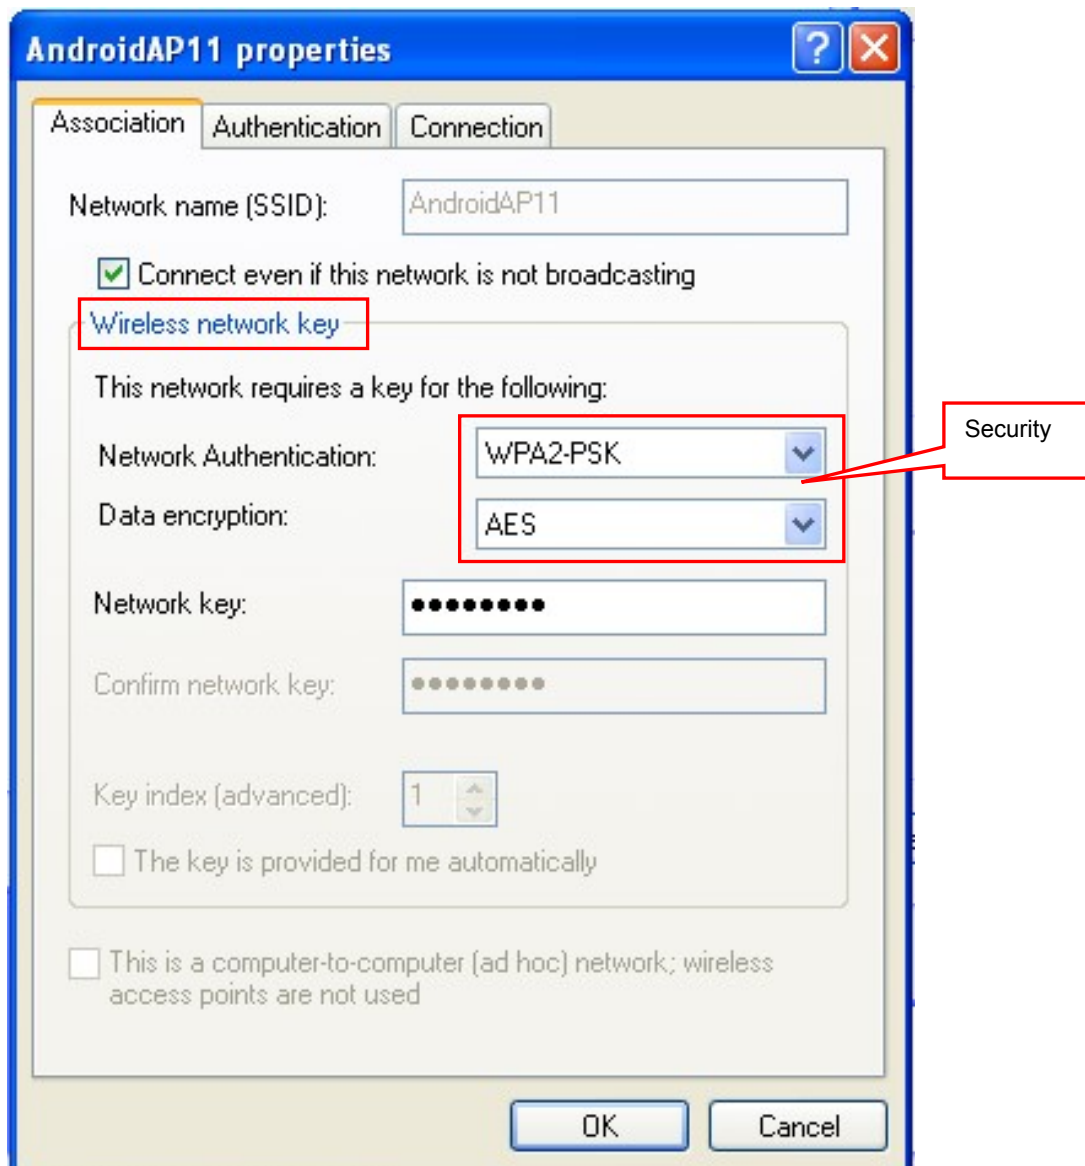 AndroidAP11 properties
Association Authentication Connection
Network name (SSID): AndroidAP11
Connect even if this network is not broadcasting
Wireless network key
This network requires a key for the following:
Network Authentication: WPA2-PSK
Security
Data encryption: AES
Network key: ••••••••
Confirm network key: ••••••••
Key index (advanced): 1
The key is provided for me automatically
This is a computer-to-computer (ad hoc) network; wireless
access points are not used
OK Cancel